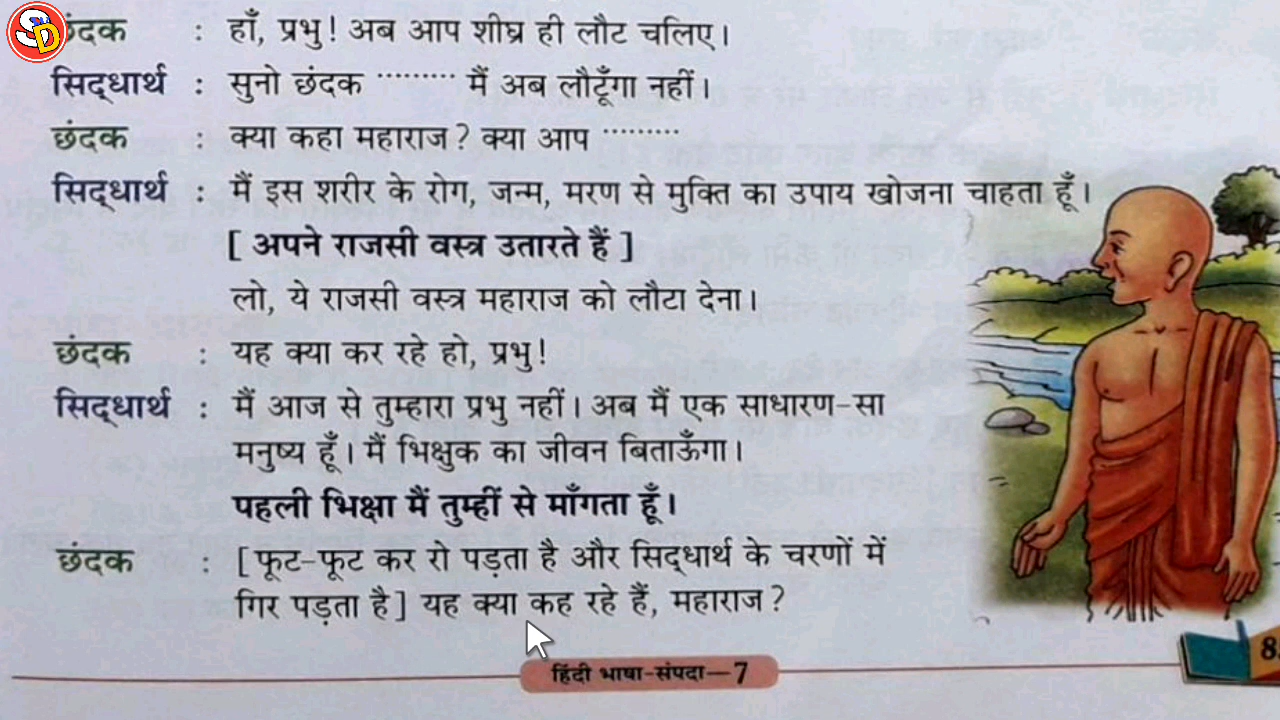 SD
छंदक : हाँ, प्रभु! अब आप शीघ्र ही लौट चलिए।
सिद्धार्थ : सुनो छंदक ········· मैं अब लौटूँगा नहीं।
छंदक : क्या कहा महाराज? क्या आप ·········
सिद्धार्थ : मैं इस शरीर के रोग, जन्म, मरण से मुक्ति का उपाय खोजना चाहता हूँ।
[ अपने राजसी वस्त्र उतारते हैं ]
लो, ये राजसी वस्त्र महाराज को लौटा देना।
छंदक : यह क्या कर रहे हो, प्रभु!
सिद्धार्थ : मैं आज से तुम्हारा प्रभु नहीं। अब मैं एक साधारण-सा
मनुष्य हूँ। मैं भिक्षुक का जीवन बिताऊँगा।
पहली भिक्षा मैं तुम्हीं से माँगता हूँ।
छंदक : [ फूट-फूट कर रो पड़ता है और सिद्धार्थ के चरणों में
गिर पड़ता है ] यह क्या कह रहे हैं, महाराज?
हिंदी भाषा-संपदा—7